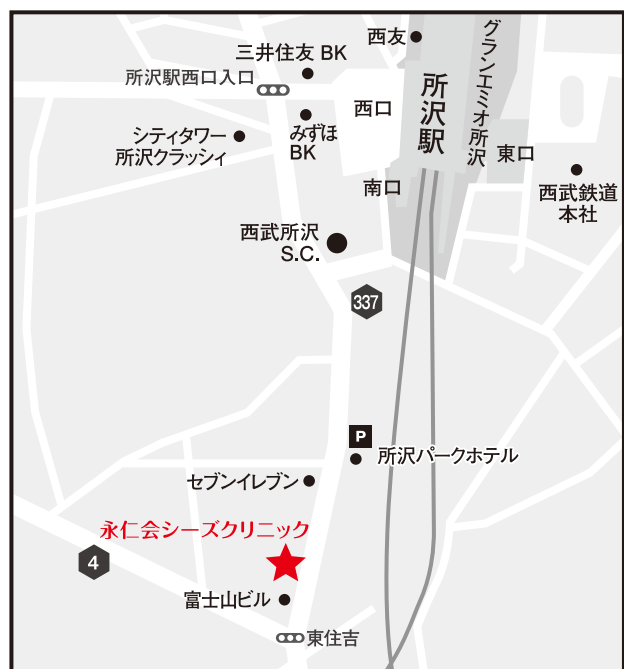 西友
三井住友 BK
所沢駅西口入口
グランエミオ所沢
所沢駅
西口
みずほ
BK
シティタワー
所沢クラッシィ
東口
南口
西武鉄道
本社
西武所沢
S.C.
337
P
所沢パークホテル
セブンイレブン
永仁会シーズクリニック
4
富士山ビル
東住吉